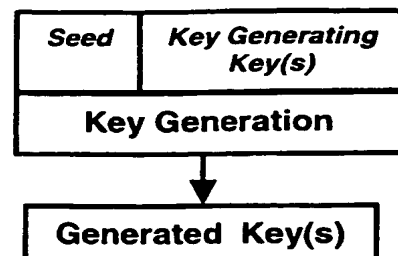 Seed
Key Generating
Key(s)
Key Generation
Generated Key(s)